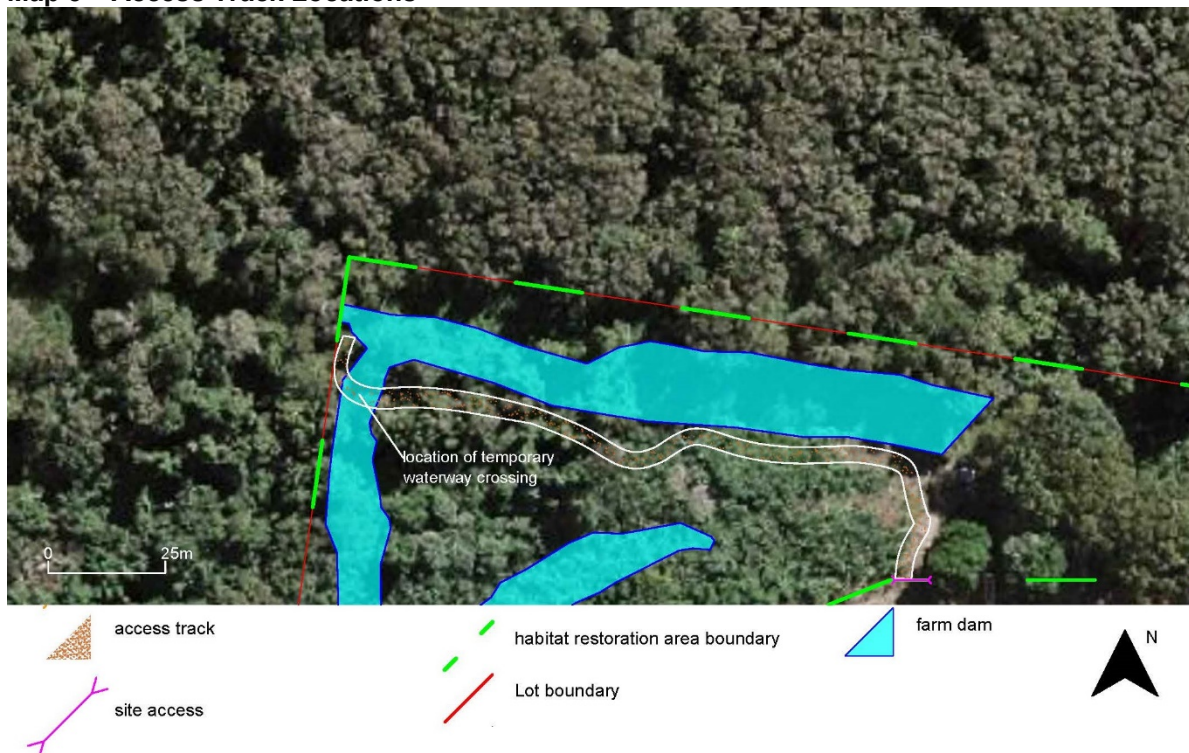 location of temporary
waterway crossing
0 25m
access track
habitat restoration area boundary
farm dam
N
site access
Lot boundary